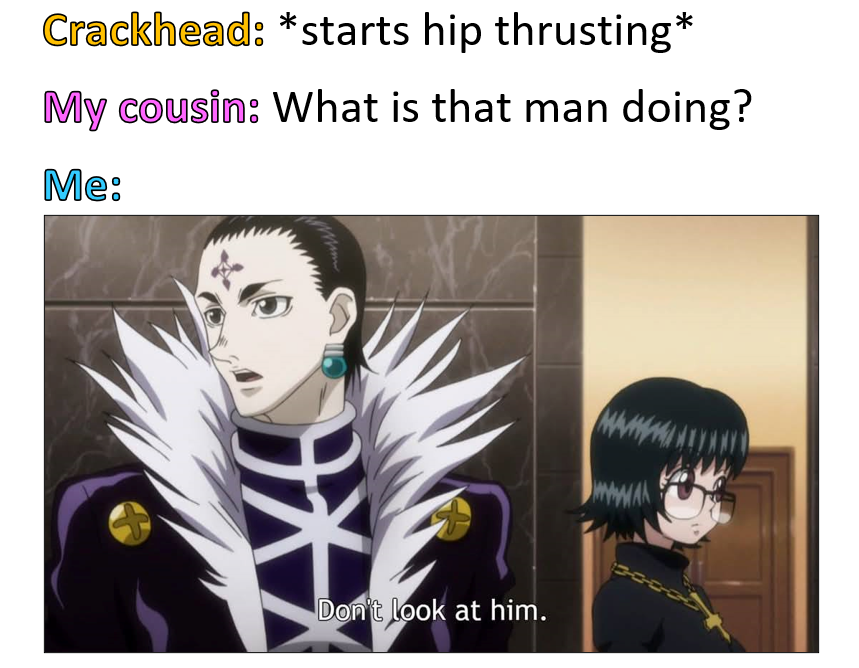 Crackhead: *starts hip thrusting*
My cousin: What is that man doing?
Me:
Don't look at him.